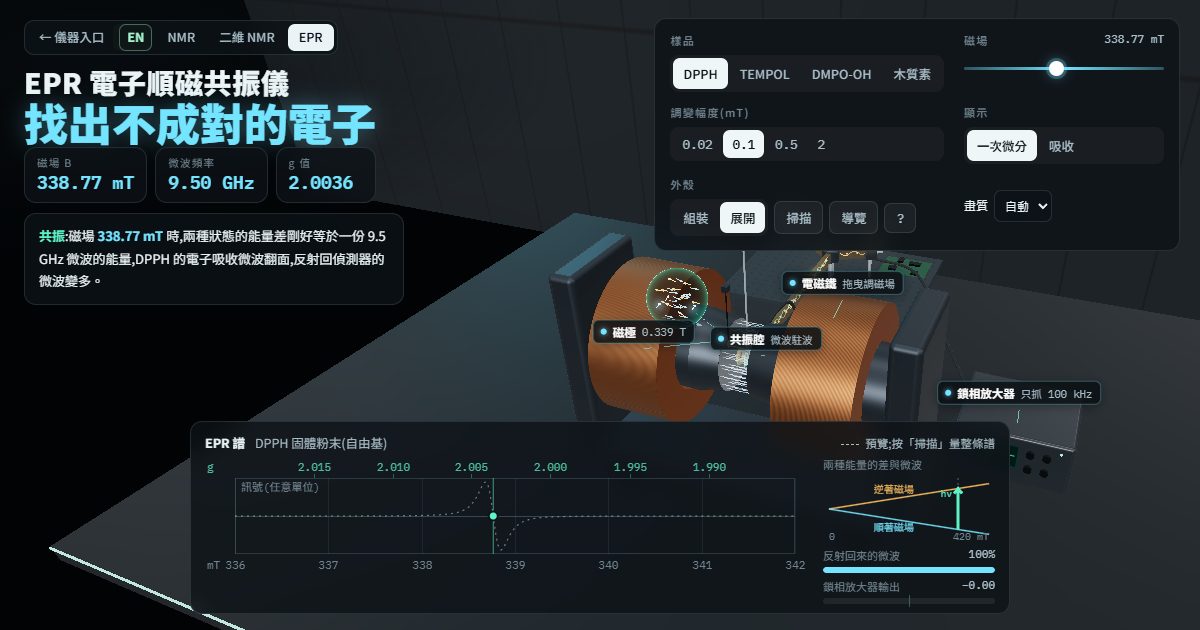 ← 儀器入口 EN NMR 二維 NMR EPR
EPR 電子順磁共振儀
找出不成對的電子
磁場 B
338.77 mT
微波頻率
9.50 GHz
g 值
2.0036
共振:磁場 338.77 mT 時,兩種狀態的能量差剛好等於一份 9.5
GHz 微波的能量,DPPH 的電子吸收微波翻面,反射回偵測器的
微波變多。
樣品
DPPH TEMPOL DMPO-OH 木質素
磁場 338.77 mT
調變幅度(mT)
0.02 0.1 0.5 2
顯示
一次微分 吸收
外殼
組裝 展開 掃描 導覽 ?
畫質 自動
電磁鐵 拖曳調磁場
磁極 0.339 T
共振腔 微波駐波
鎖相放大器 只抓 100 kHz
EPR 譜 DPPH 固體粉末(自由基)
---- 預覽;按「掃描」量整條譜
g 2.015 2.010 2.005 2.000 1.995 1.990
訊號(任意單位)
mT 336 337 338 339 340 341 342
兩種能量的差與微波
逆著磁場
hν
順著磁場
0 420 mT
反射回來的微波 100%
鎖相放大器輸出 −0.00